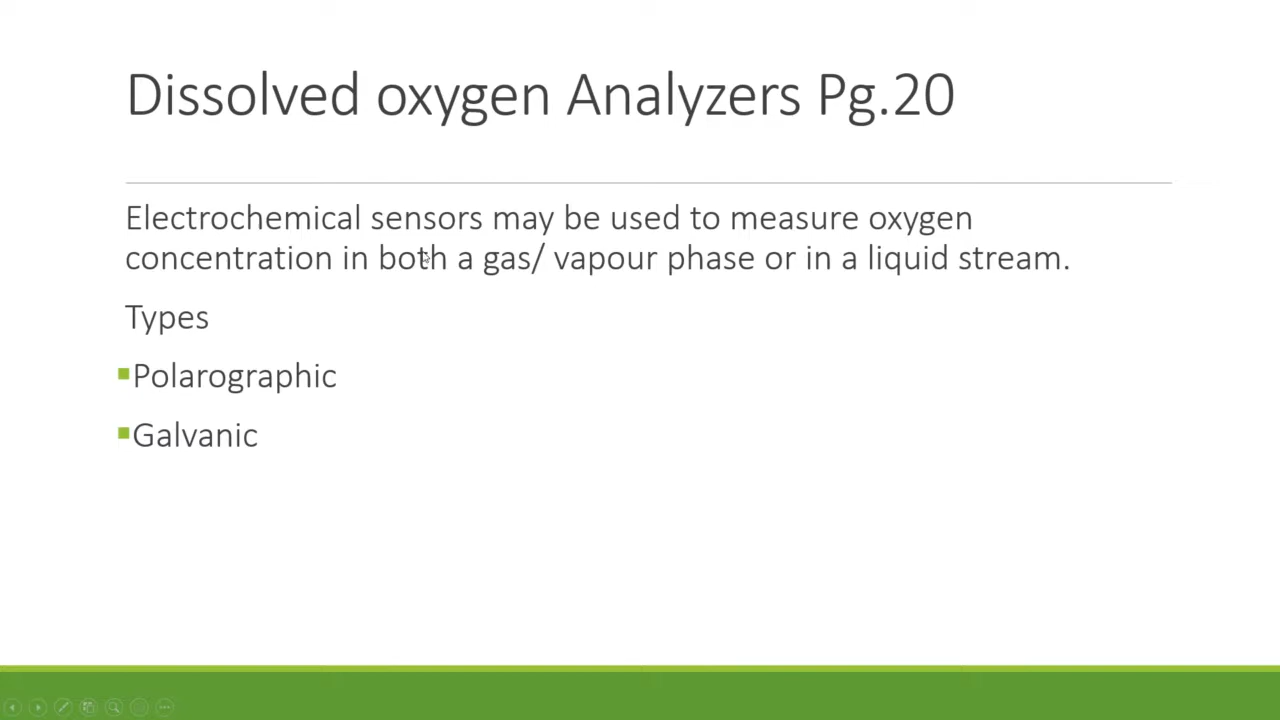 Dissolved oxygen Analyzers Pg.20
Electrochemical sensors may be used to measure oxygen
concentration in both a gas/ vapour phase or in a liquid stream.
Types
▪Polarographic
▪Galvanic